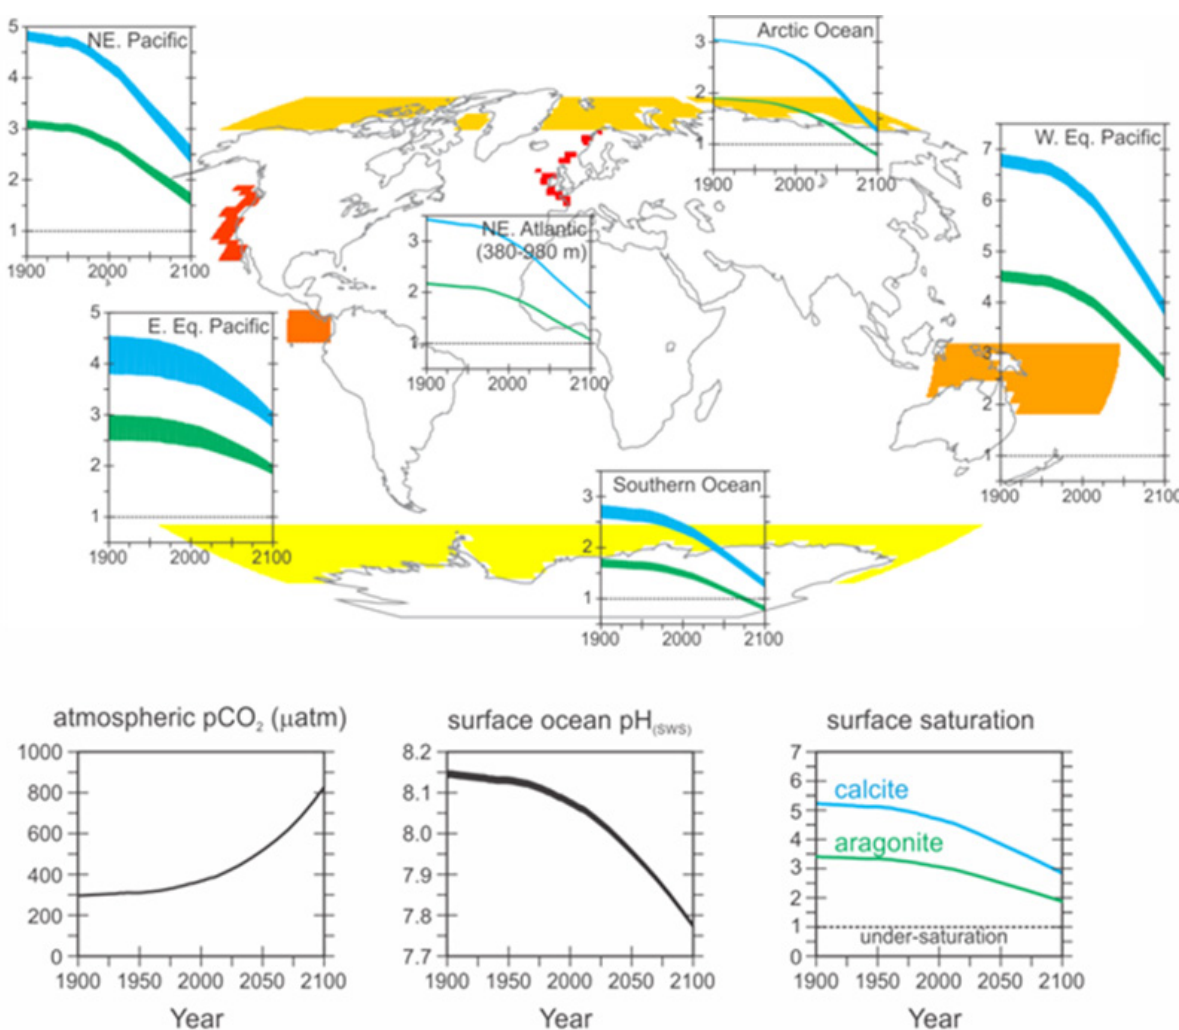 NE. Pacific
5
4
3
2
1
1900 2000 2100
Arctic Ocean
3
2
1
1900 2000 2100
W. Eq. Pacific
7
6
5
4
3
2
1
1900 2000 2100
NE. Atlantic
(380-980 m)
3
2
1
1900 2000 2100
E. Eq. Pacific
5
4
3
2
1
1900 2000 2100
Southern Ocean
3
2
1
1900 2000 2100
atmospheric pCO₂ (μatm)
1000
800
600
400
200
0
1900 1950 2000 2050 2100
Year
surface ocean pH(SWS)
8.2
8.1
8.0
7.9
7.8
7.7
1900 1950 2000 2050 2100
Year
surface saturation
7
6
5
4
3
2
1
0
calcite
aragonite
under-saturation
1900 1950 2000 2050 2100
Year